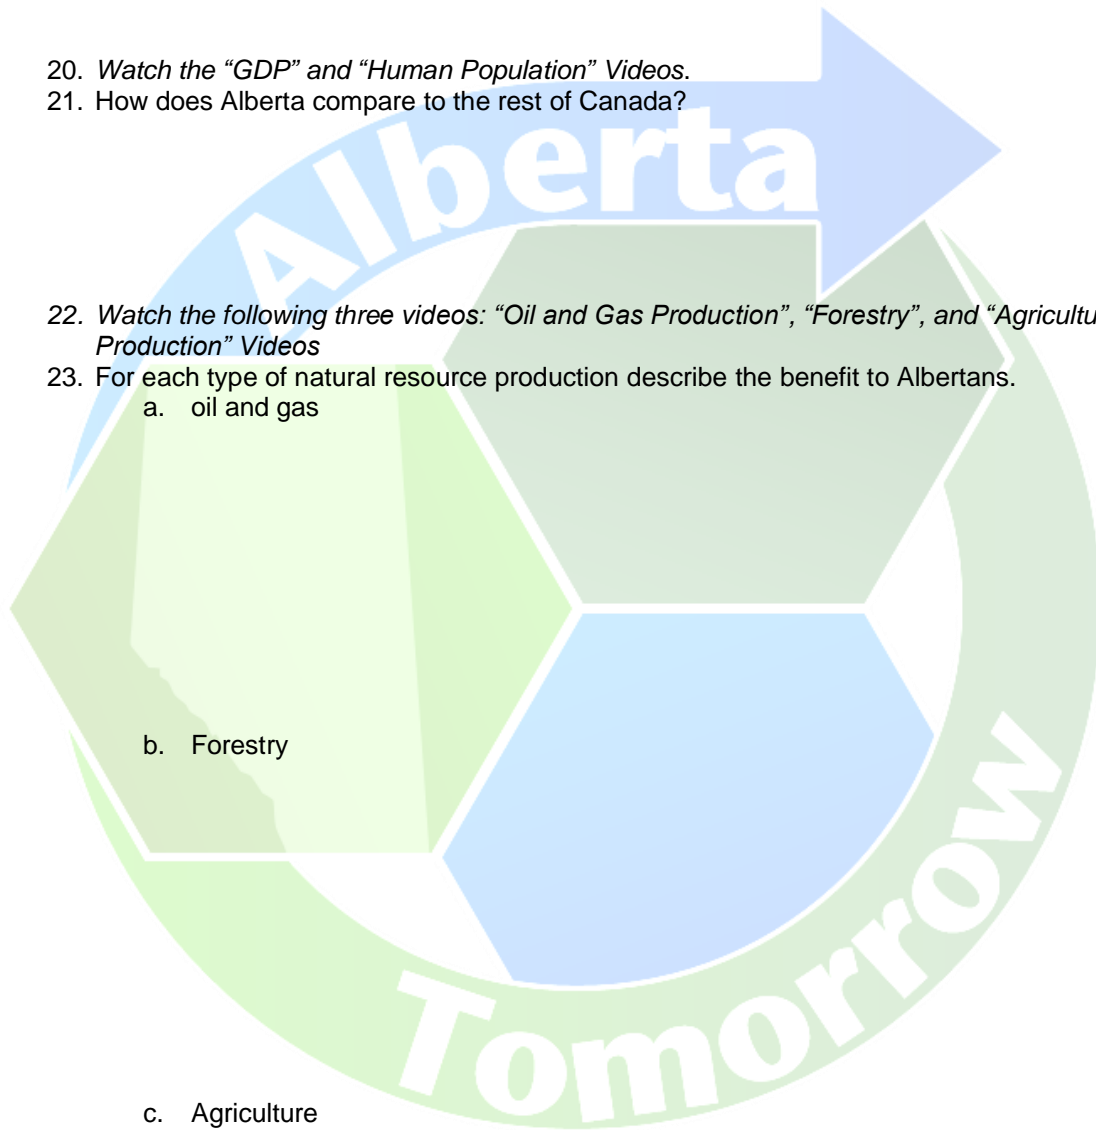 20. Watch the “GDP” and “Human Population” Videos.
21. How does Alberta compare to the rest of Canada?
Alberta
22. Watch the following three videos: “Oil and Gas Production”, “Forestry”, and “Agricultu
Production” Videos
23. For each type of natural resource production describe the benefit to Albertans.
a. oil and gas
b. Forestry
Tomorrow
c. Agriculture